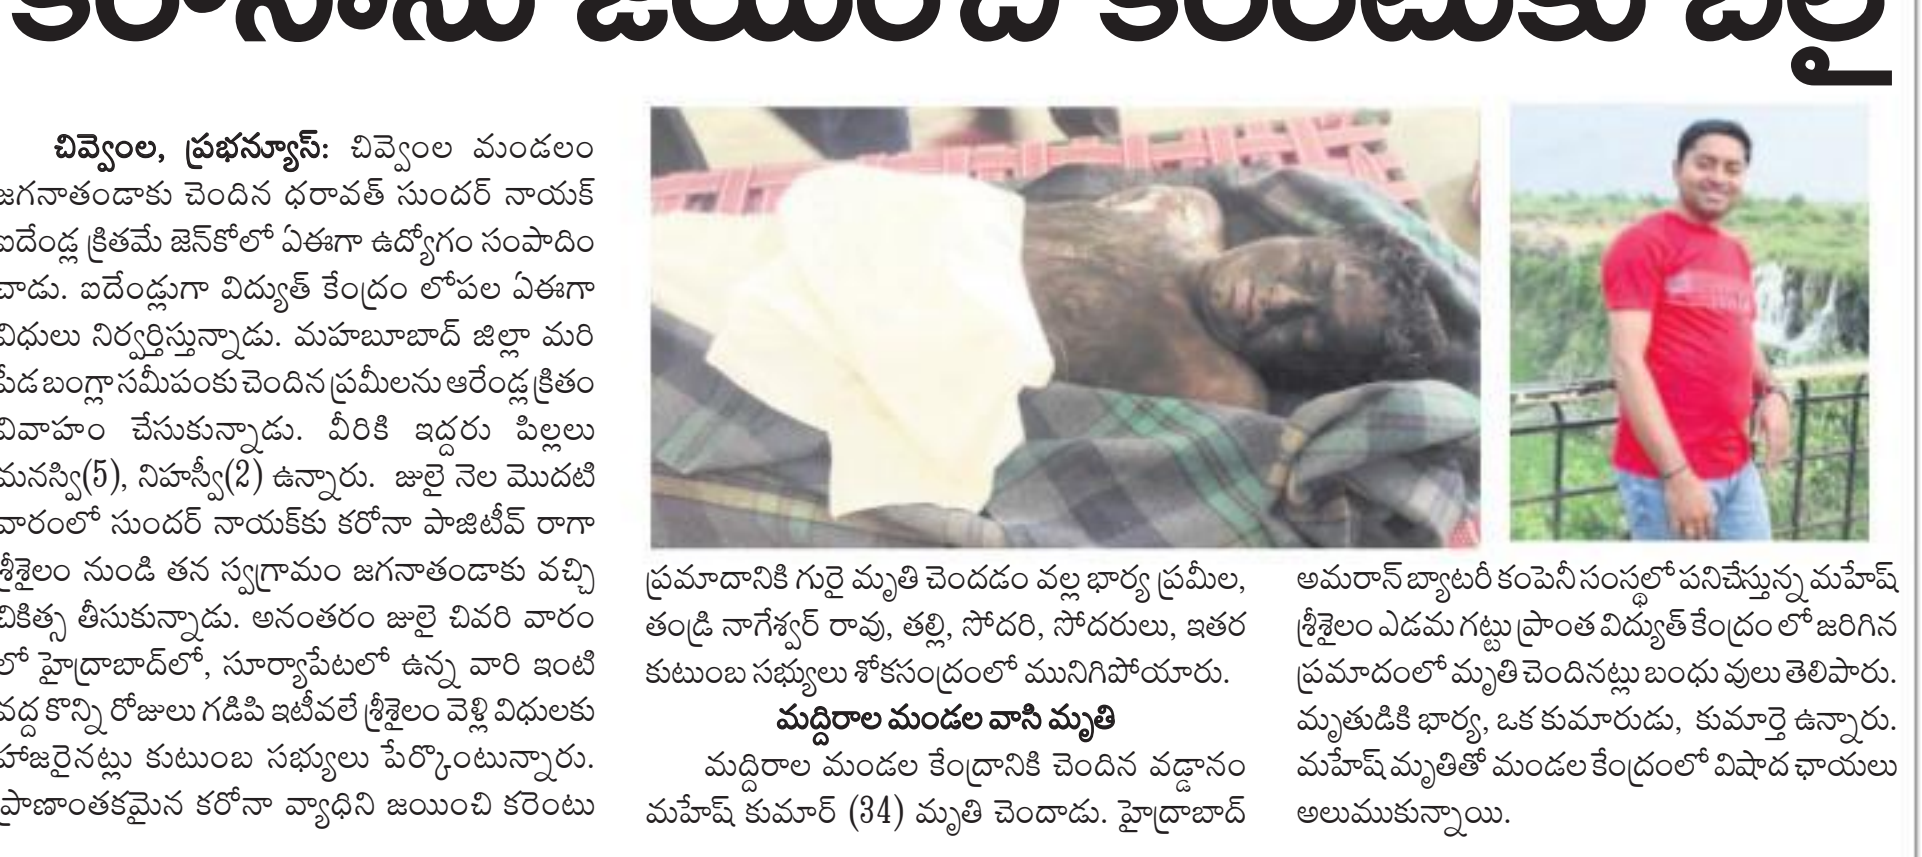 కరోనాను జయించి కరెంటుకు బలై
చివ్వెంల, ప్రభన్యూస్: చివ్వెంల మండలం
జగనాతండాకు చెందిన ధరావత్ సుందర్ నాయక్
ఐదేండ్ల క్రితమే జెన్‌కోలో ఏఈగా ఉద్యోగం సంపాదిం
చాడు. ఐదేండ్లుగా విద్యుత్ కేంద్రం లోపల ఏఈగా
విధులు నిర్వర్తిస్తున్నాడు. మహబూబాద్ జిల్లా మరి
పేడ బంగ్లా సమీపంకు చెందిన ప్రమీలను ఆరేండ్ల క్రితం
వివాహం చేసుకున్నాడు. వీరికి ఇద్దరు పిల్లలు
మనస్వి(5), నిహస్వీ(2) ఉన్నారు. జులై నెల మొదటి
వారంలో సుందర్ నాయక్‌కు కరోనా పాజిటీవ్ రాగా
శ్రీశైలం నుండి తన స్వగ్రామం జగనాతండాకు వచ్చి
చికిత్స తీసుకున్నాడు. అనంతరం జులై చివరి వారం
లో హైద్రాబాద్‌లో, సూర్యాపేటలో ఉన్న వారి ఇంటి
వద్ద కొన్ని రోజులు గడిపి ఇటీవలే శ్రీశైలం వెళ్లి విధులకు
హాజరైనట్లు కుటుంబ సభ్యులు పేర్కొంటున్నారు.
ప్రాణాంతకమైన కరోనా వ్యాధిని జయించి కరెంటు
ప్రమాదానికి గురై మృతి చెందడం వల్ల భార్య ప్రమీల,
తండ్రి నాగేశ్వర్ రావు, తల్లి, సోదరి, సోదరులు, ఇతర
కుటుంబ సభ్యులు శోకసంద్రంలో మునిగిపోయారు.
మద్దిరాల మండల వాసి మృతి
మద్దిరాల మండల కేంద్రానికి చెందిన వడ్డానం
మహేష్ కుమార్ (34) మృతి చెందాడు. హైద్రాబాద్
అమరాన్ బ్యాటరీ కంపెనీ సంస్థలో పనిచేస్తున్న మహేష్
శ్రీశైలం ఎడమ గట్టు ప్రాంత విద్యుత్ కేంద్రం లో జరిగిన
ప్రమాదంలో మృతి చెందినట్లు బంధు వులు తెలిపారు.
మృతుడికి భార్య, ఒక కుమారుడు, కుమార్తె ఉన్నారు.
మహేష్ మృతితో మండల కేంద్రంలో విషాద ఛాయలు
అలుముకున్నాయి.